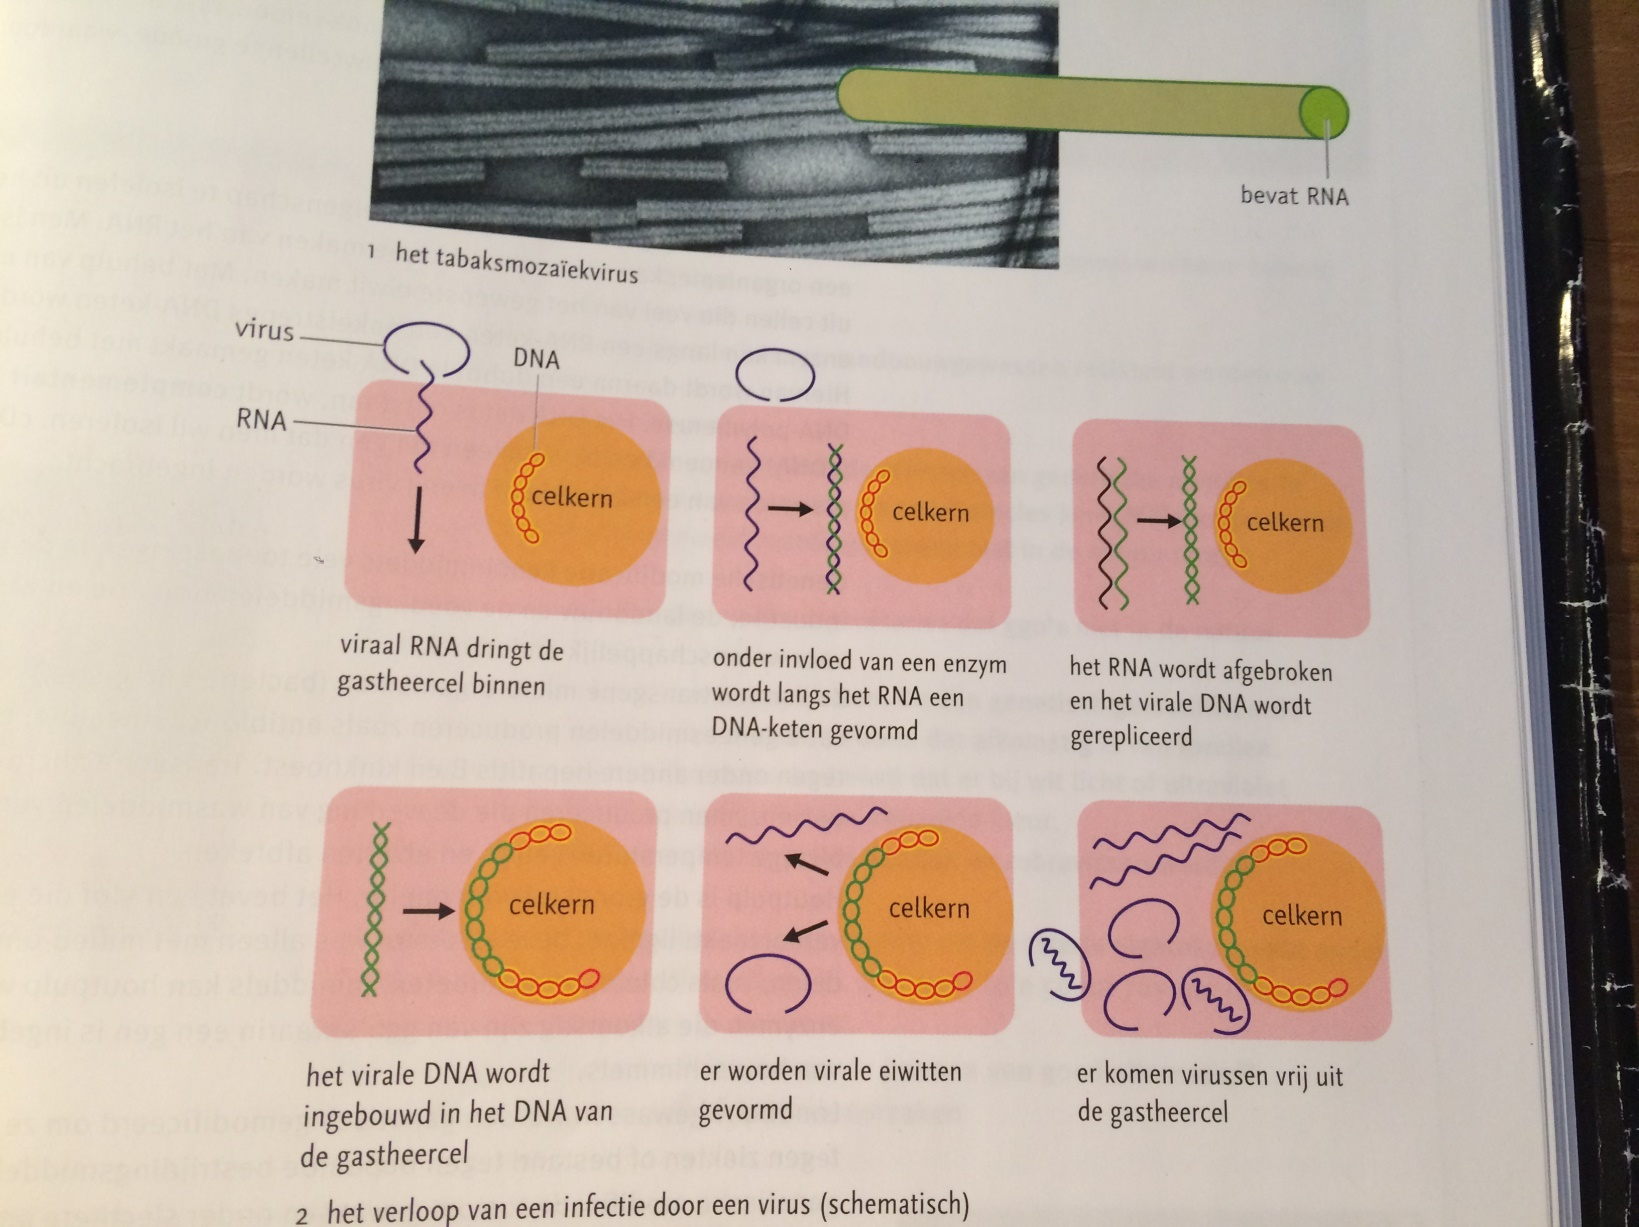 bevat RNA
1 het tabaksmozaïekvirus
virus
DNA
RNA
celkern
celkern
celkern
viraal RNA dringt de
gastheercel binnen
onder invloed van een enzym
wordt langs het RNA een
DNA-keten gevormd
het RNA wordt afgebroken
en het virale DNA wordt
gerepliceerd
celkern
celkern
celkern
het virale DNA wordt
ingebouwd in het DNA van
de gastheercel
er worden virale eiwitten
gevormd
er komen virussen vrij uit
de gastheercel
2 het verloop van een infectie door een virus (schematisch)